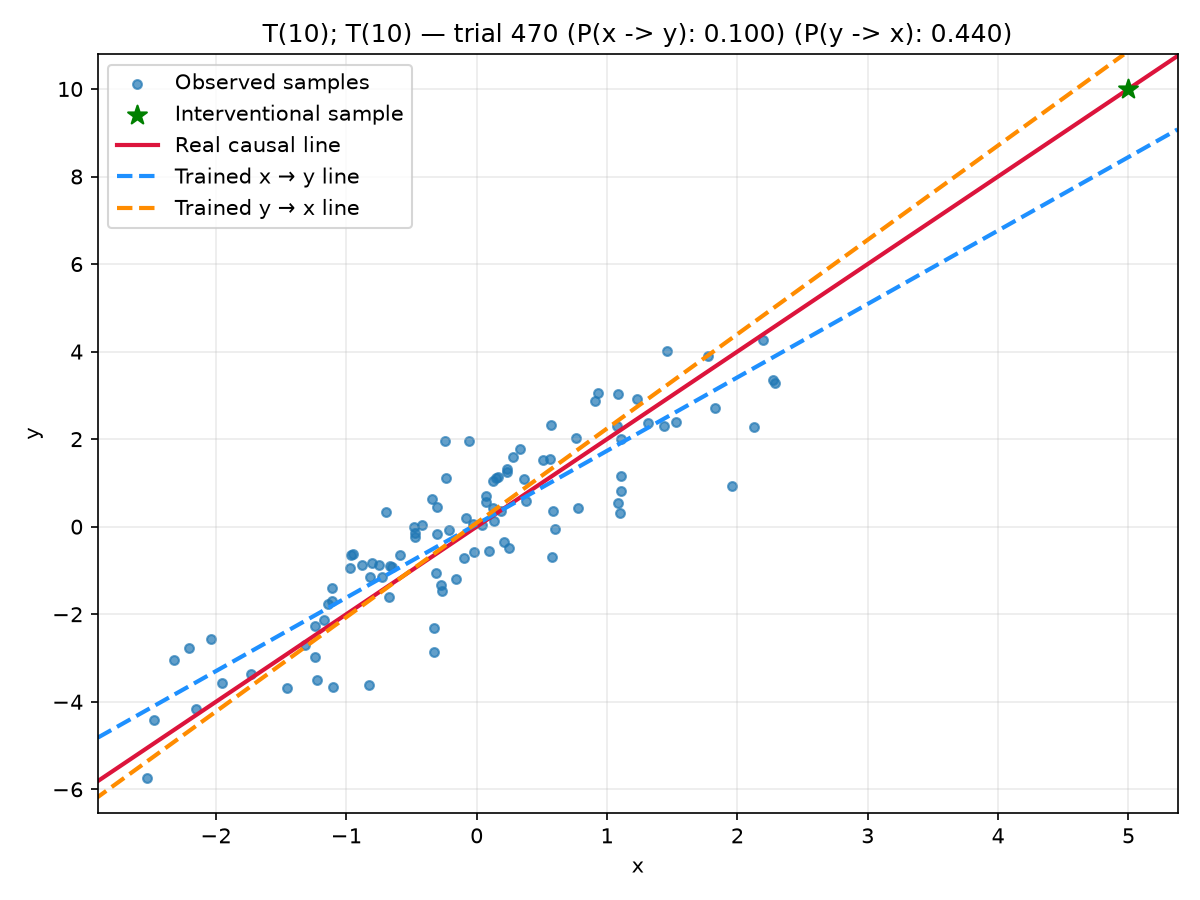 T(10); T(10) — trial 470 (P(x -> y): 0.100) (P(y -> x): 0.440)
Observed samples
Interventional sample
Real causal line
Trained x → y line
Trained y → x line
y
10
8
6
4
2
0
−2
−4
−6
−2 −1 0 1 2 3 4 5
x